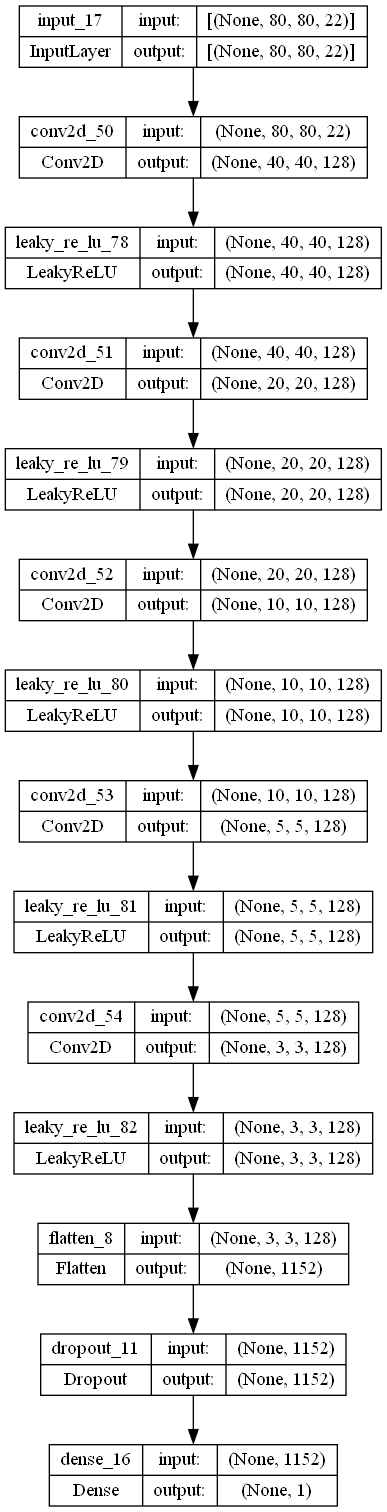 input_17 input: [(None, 80, 80, 22)]
InputLayer output: [(None, 80, 80, 22)]
conv2d_50 input: (None, 80, 80, 22)
Conv2D output: (None, 40, 40, 128)
leaky_re_lu_78 input: (None, 40, 40, 128)
LeakyReLU output: (None, 40, 40, 128)
conv2d_51 input: (None, 40, 40, 128)
Conv2D output: (None, 20, 20, 128)
leaky_re_lu_79 input: (None, 20, 20, 128)
LeakyReLU output: (None, 20, 20, 128)
conv2d_52 input: (None, 20, 20, 128)
Conv2D output: (None, 10, 10, 128)
leaky_re_lu_80 input: (None, 10, 10, 128)
LeakyReLU output: (None, 10, 10, 128)
conv2d_53 input: (None, 10, 10, 128)
Conv2D output: (None, 5, 5, 128)
leaky_re_lu_81 input: (None, 5, 5, 128)
LeakyReLU output: (None, 5, 5, 128)
conv2d_54 input: (None, 5, 5, 128)
Conv2D output: (None, 3, 3, 128)
leaky_re_lu_82 input: (None, 3, 3, 128)
LeakyReLU output: (None, 3, 3, 128)
flatten_8 input: (None, 3, 3, 128)
Flatten output: (None, 1152)
dropout_11 input: (None, 1152)
Dropout output: (None, 1152)
dense_16 input: (None, 1152)
Dense output: (None, 1)